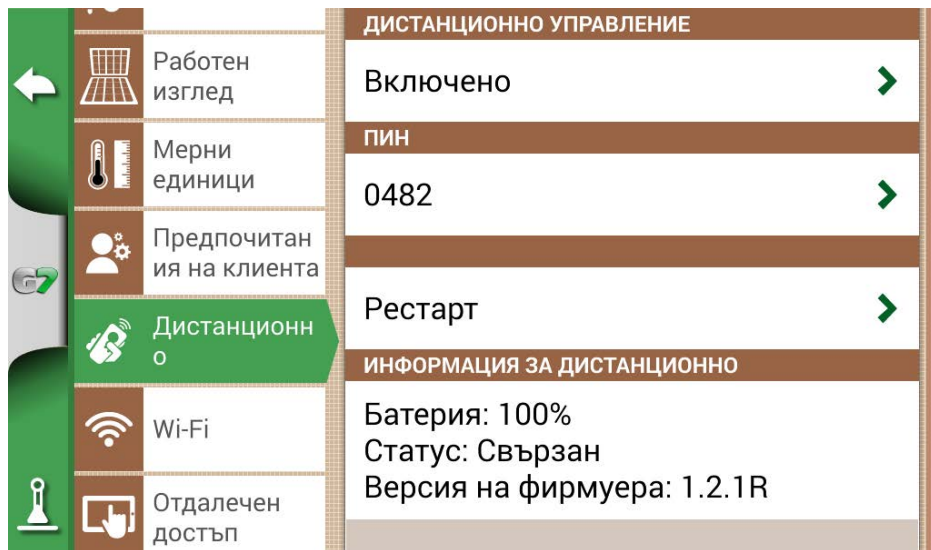 Работен
изглед
Мерни
единици
Предпочитан
ия на клиента
G7
Дистанционн
о
Wi-Fi
Отдалечен
достъп
ДИСТАНЦИОННО УПРАВЛЕНИЕ
Включено
ПИН
0482
Рестарт
ИНФОРМАЦИЯ ЗА ДИСТАНЦИОННО
Батерия: 100%
Статус: Свързан
Версия на фирмуера: 1.2.1R